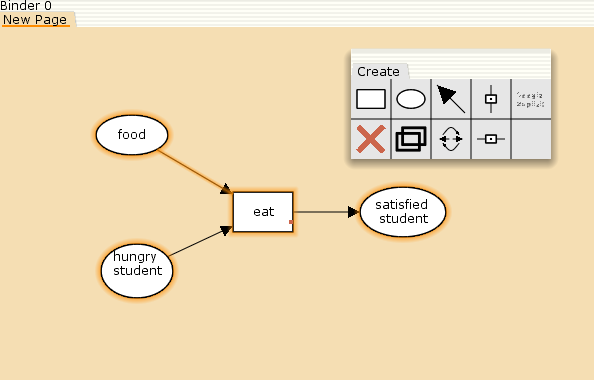 Binder 0
New Page
Create
food
eat
satisfied
student
hungry
student